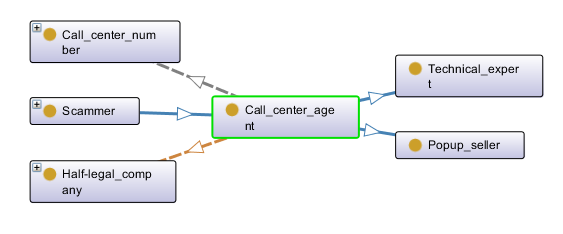 Call_center_num
ber
Technical_exper
t
Scammer
Call_center_age
nt
Popup_seller
Half-legal_comp
any